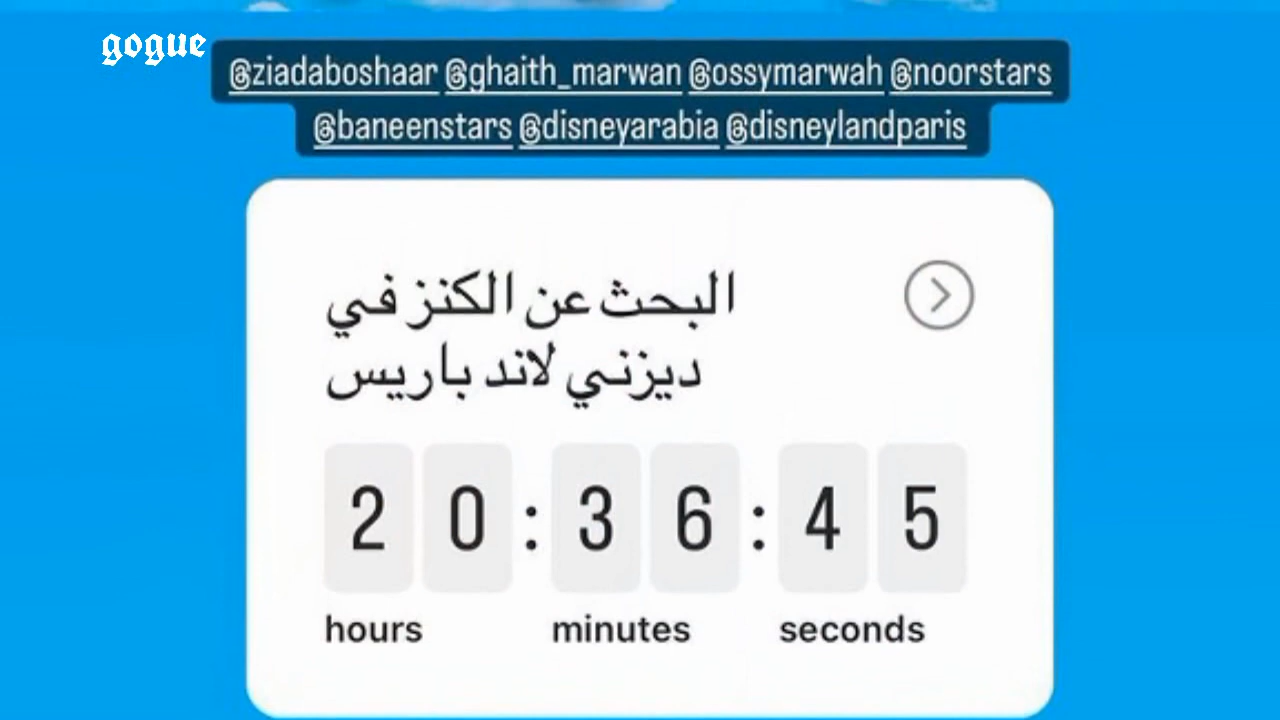 gogue
@ziadaboshaar @ghaith_marwan @ossymarwah @noorstars
@baneenstars @disneyarabia @disneylandparis
البحث عن الكنز في
ديزني لاند باريس
20:36:45
hours minutes seconds